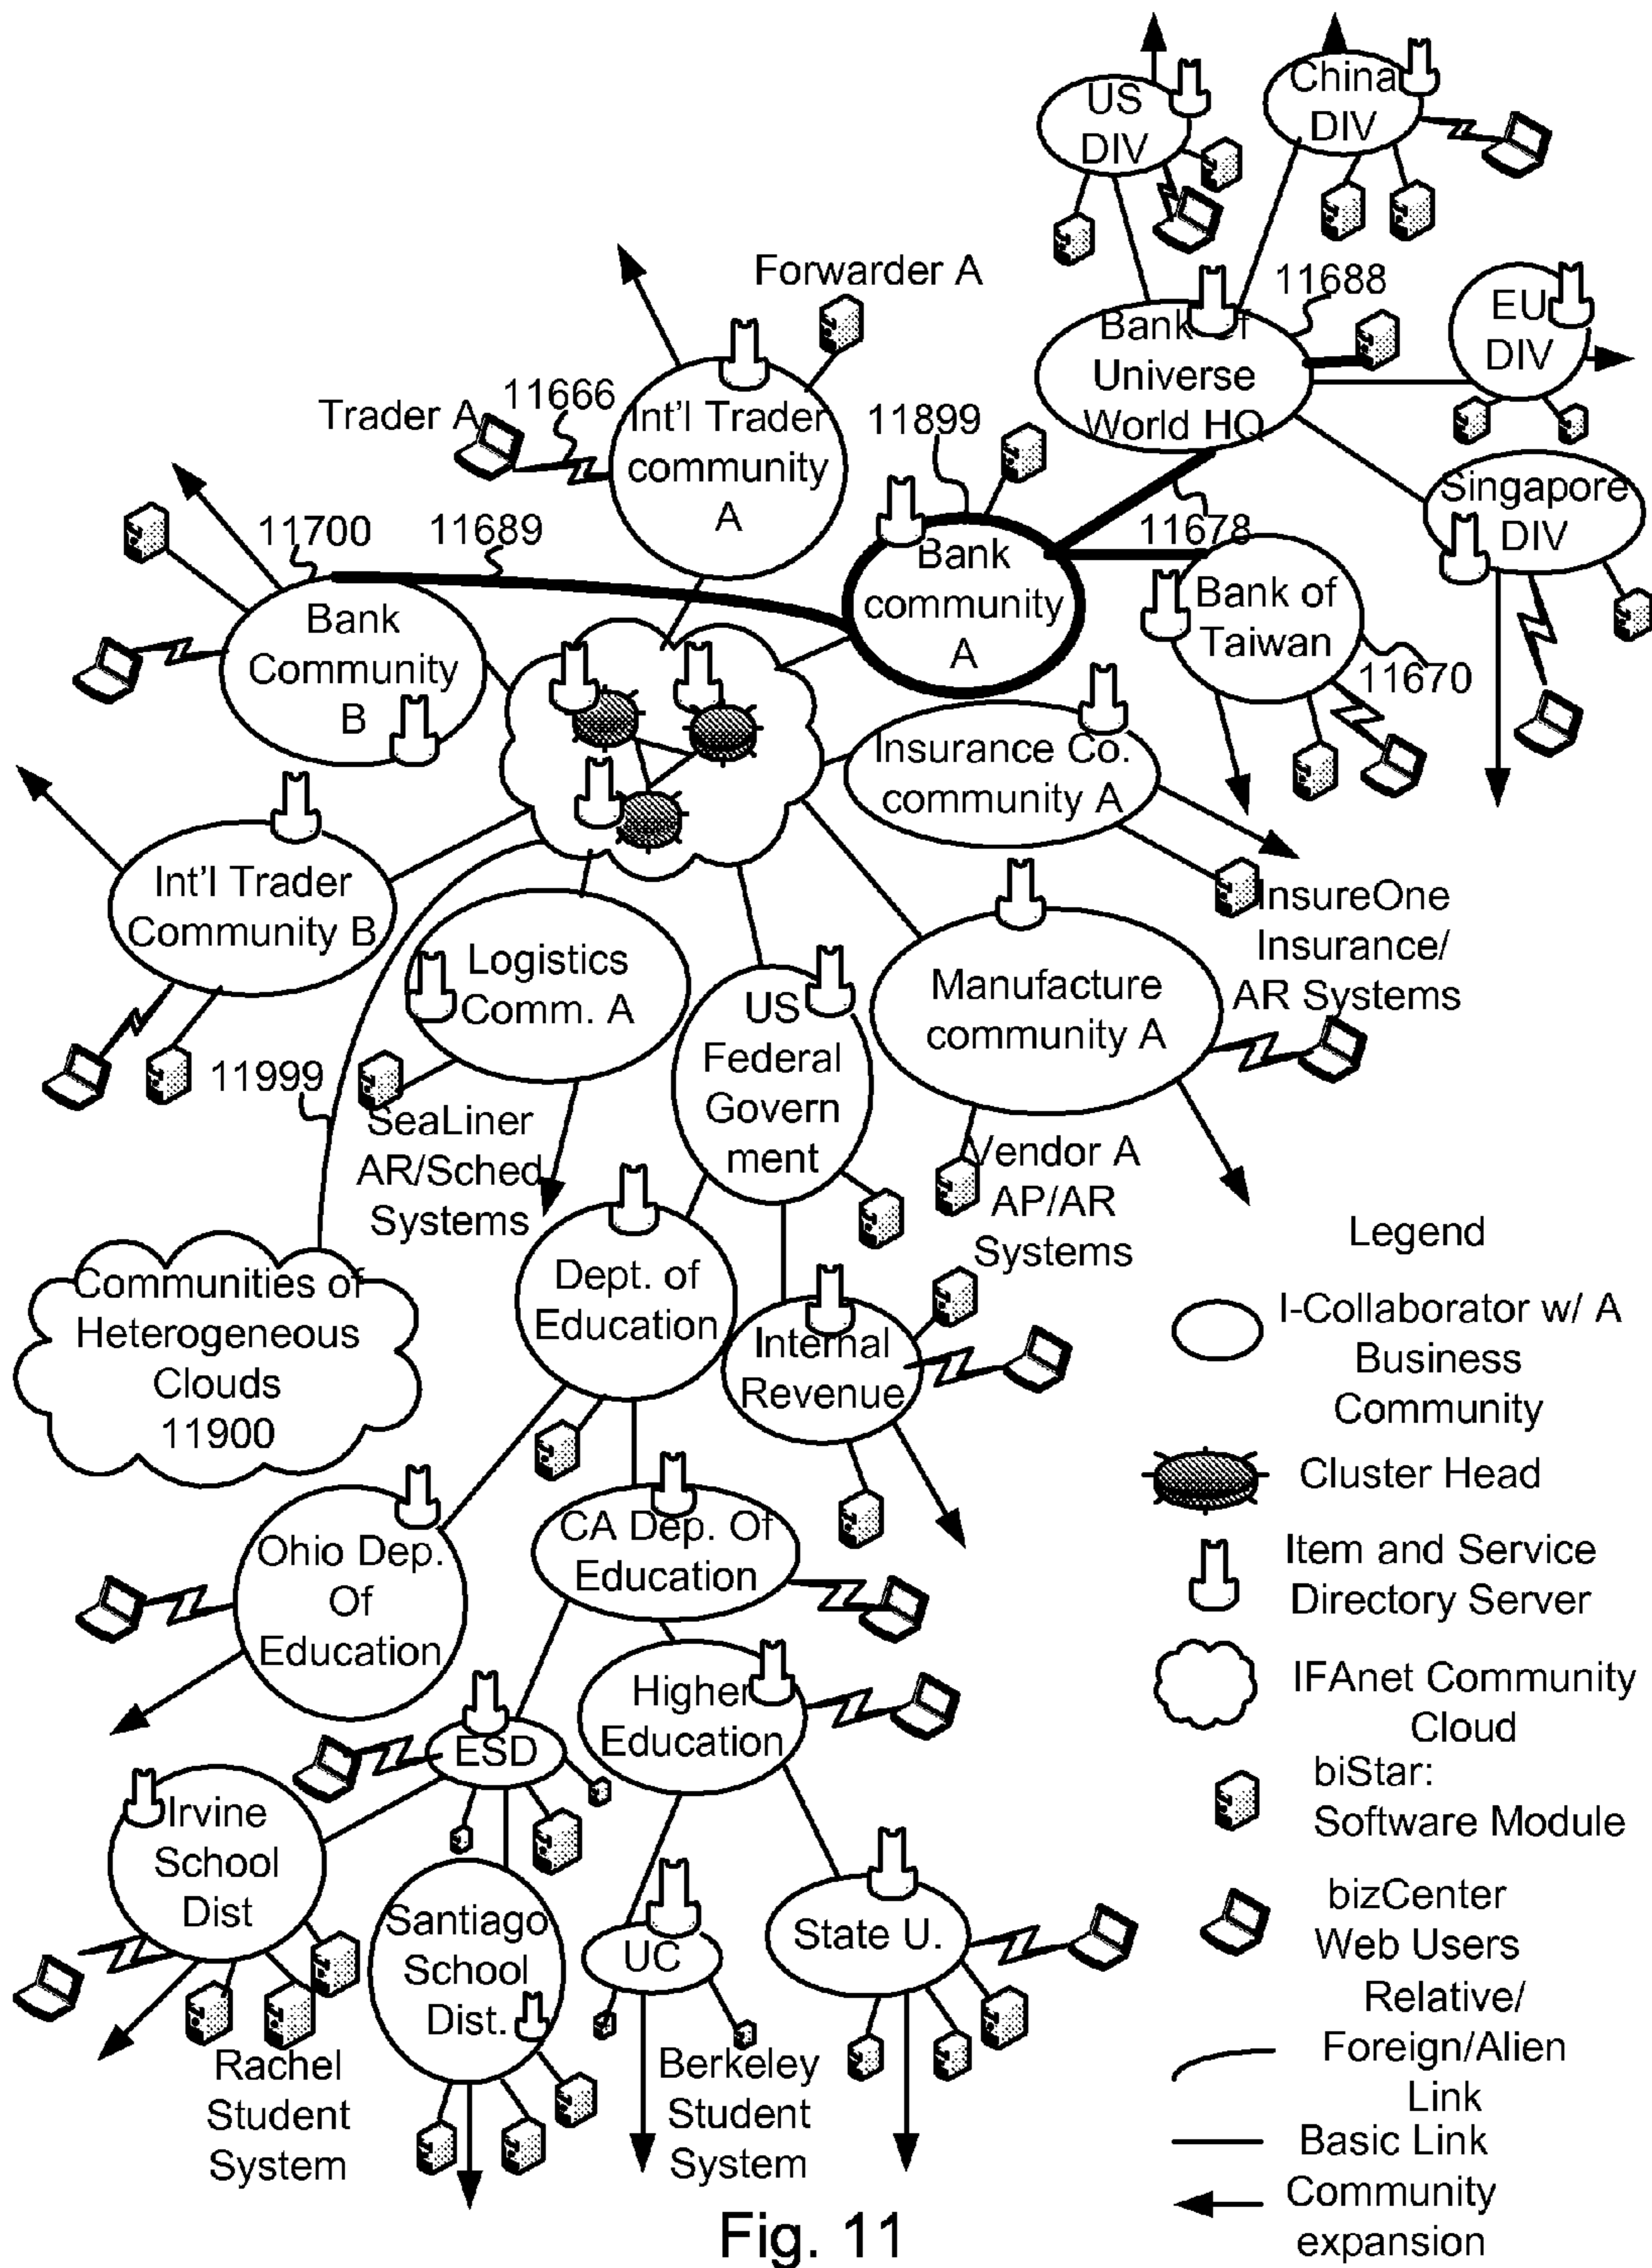 US
DIV
China
DIV
Forwarder A
11688
EU
DIV
Bank of
Universe
World HQ
Trader A
11666
Int'l Trader
community
A
11899
Singapore
DIV
11700
11689
11678
Bank
community
A
Bank of
Taiwan
11670
Bank
Community
B
Insurance Co.
community A
Int'l Trader
Community B
InsureOne
Insurance/
AR Systems
Logistics
Comm. A
US
Federal
Govern
ment
Manufacture
community A
11999
SeaLiner
AR/Sched
Systems
Vendor A
AP/AR
Systems
Communities of
Heterogeneous
Clouds
11900
Dept. of
Education
Internal
Revenue
Ohio Dep.
Of
Education
CA Dep. Of
Education
Higher
Education
ESD
Irvine
School
Dist
Santiago
School
Dist.
UC
State U.
Rachel
Student
System
Berkeley
Student
System
Legend
I-Collaborator w/ A
Business
Community
Cluster Head
Item and Service
Directory Server
IFAnet Community
Cloud
biStar:
Software Module
bizCenter
Web Users
Relative/
Foreign/Alien
Link
Basic Link
Community
expansion
Fig. 11